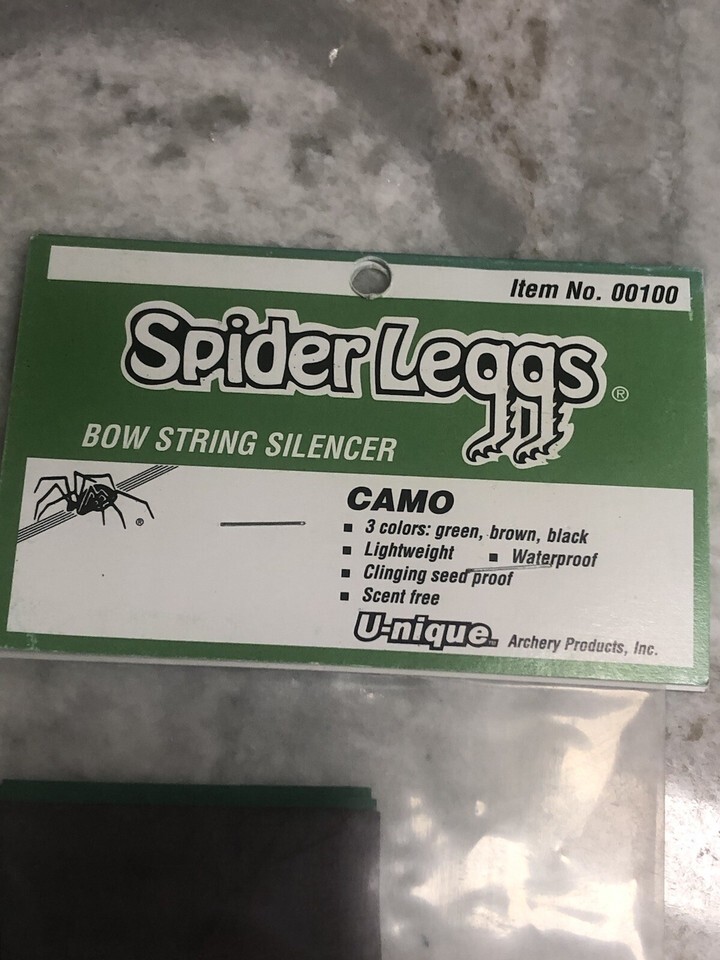 Item No. 00100
Spider Leggs®
BOW STRING SILENCER
®
CAMO
▪ 3 colors: green, brown, black
▪ Lightweight ▪ Waterproof
▪ Clinging seed proof
▪ Scent free
U-nique™ Archery Products, Inc.